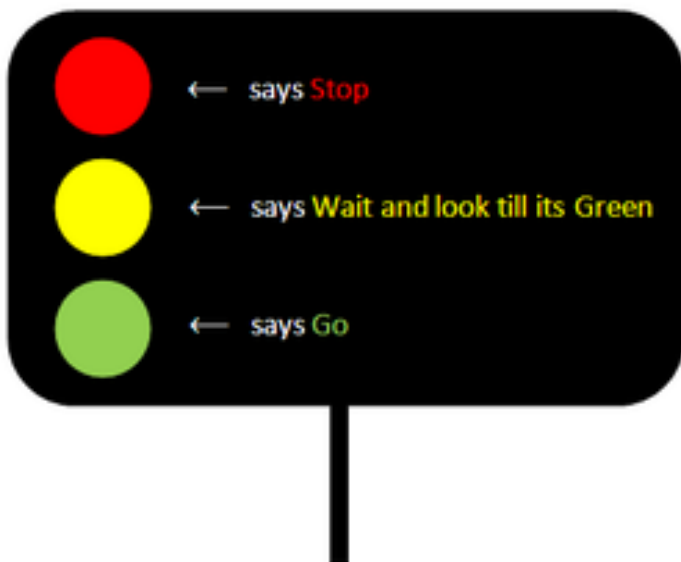 ← says Stop
← says Wait and look till its Green
← says Go